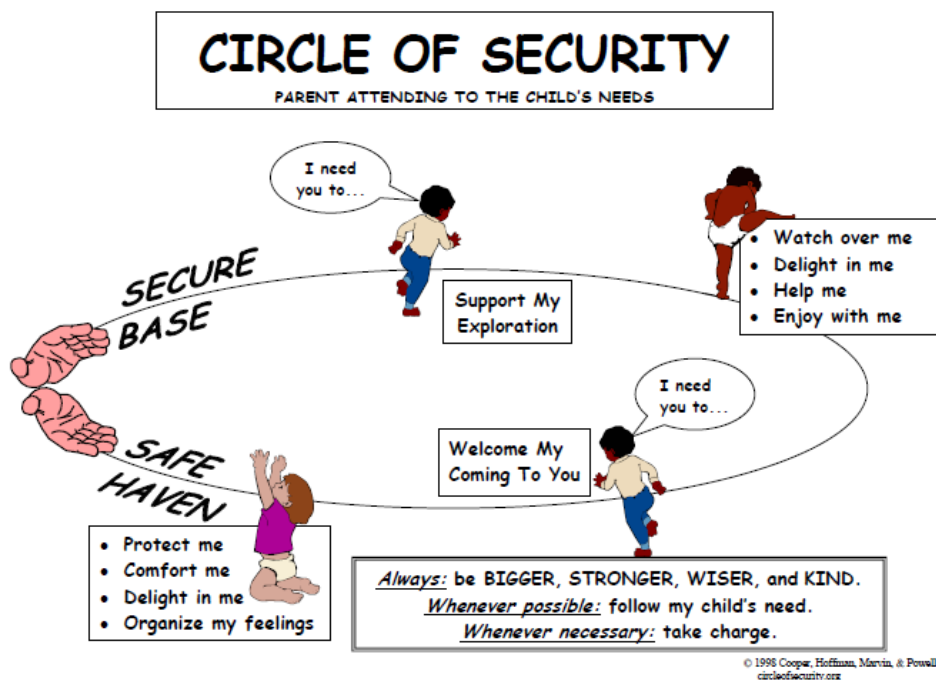 CIRCLE OF SECURITY
PARENT ATTENDING TO THE CHILD'S NEEDS
I need
you to...
SECURE
BASE
Support My
Exploration
• Watch over me
• Delight in me
• Help me
• Enjoy with me
I need
you to...
Welcome My
Coming To You
SAFE
HAVEN
• Protect me
• Comfort me
• Delight in me
• Organize my feelings
Always: be BIGGER, STRONGER, WISER, and KIND.
Whenever possible: follow my child's need.
Whenever necessary: take charge.
© 1998 Cooper, Hoffman, Marvin, & Powell
circleofsecurity.org